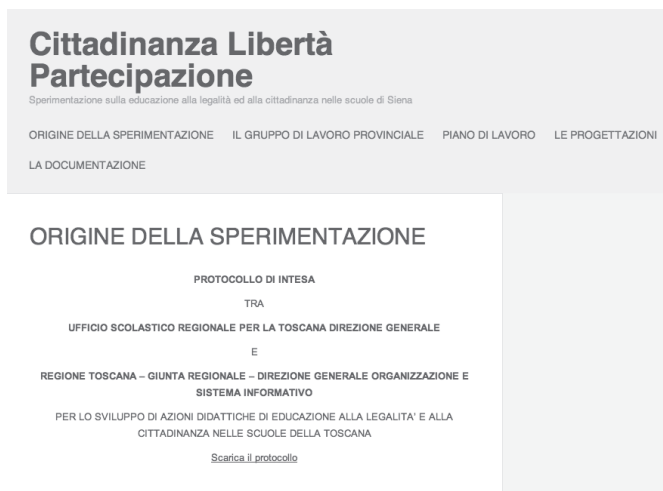 Cittadinanza Libertà
Partecipazione
Sperimentazione sulla educazione alla legalità ed alla cittadinanza nelle scuole di Siena
ORIGINE DELLA SPERIMENTAZIONE IL GRUPPO DI LAVORO PROVINCIALE PIANO DI LAVORO LE PROGETTAZIONI
LA DOCUMENTAZIONE
ORIGINE DELLA SPERIMENTAZIONE
PROTOCOLLO DI INTESA
TRA
UFFICIO SCOLASTICO REGIONALE PER LA TOSCANA DIREZIONE GENERALE
E
REGIONE TOSCANA – GIUNTA REGIONALE – DIREZIONE GENERALE ORGANIZZAZIONE E
SISTEMA INFORMATIVO
PER LO SVILUPPO DI AZIONI DIDATTICHE DI EDUCAZIONE ALLA LEGALITA' E ALLA
CITTADINANZA NELLE SCUOLE DELLA TOSCANA
Scarica il protocollo